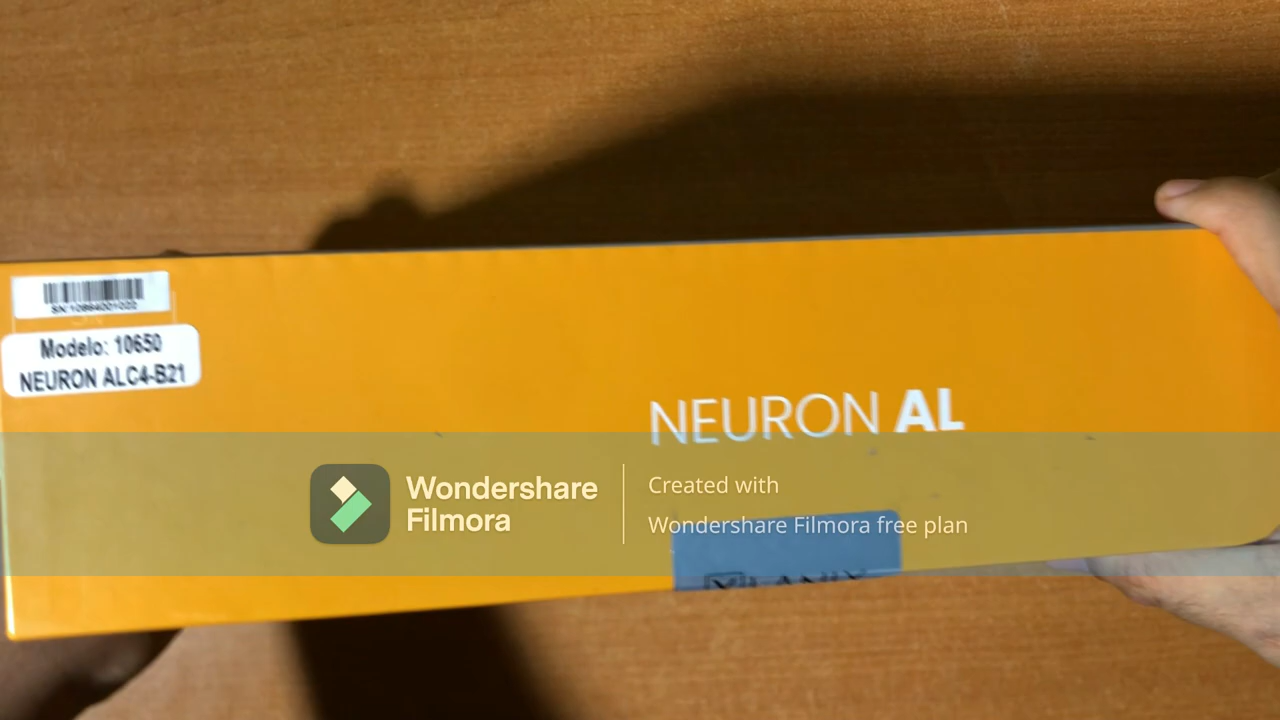 Modelo: 10650
NEURON ALC4-B21
NEURON AL
Wondershare
Filmora
Created with
Wondershare Filmora free plan